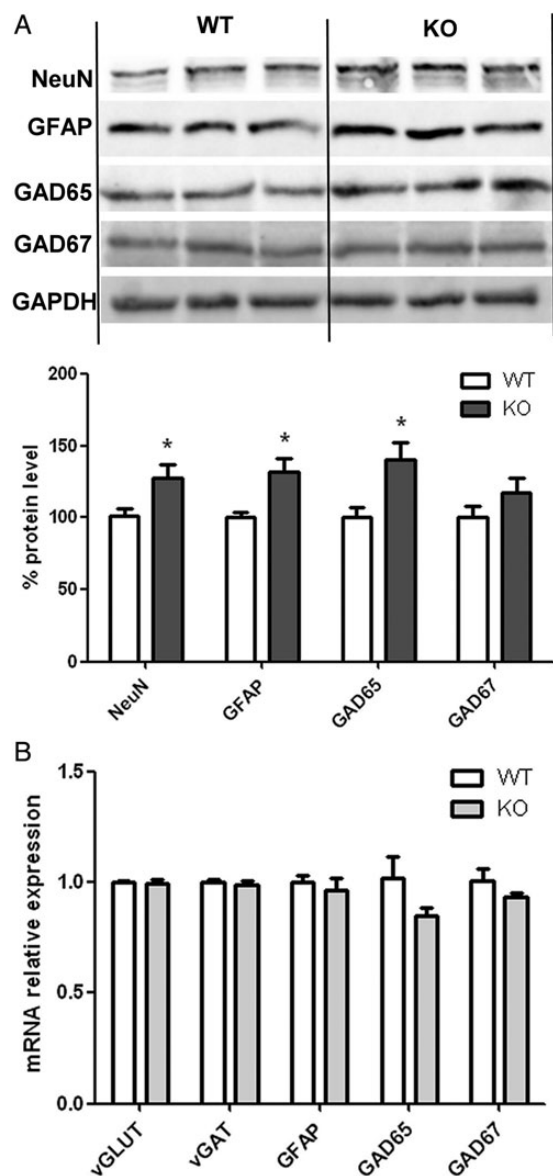 A
WT KO
NeuN
GFAP
GAD65
GAD67
GAPDH
200
150
100
50
0
% protein level
WT
KO
* * *
NeuN GFAP GAD65 GAD67
B
1.5
1.0
0.5
0.0
mRNA relative expression
WT
KO
vGLUT vGAT GFAP GAD65 GAD67